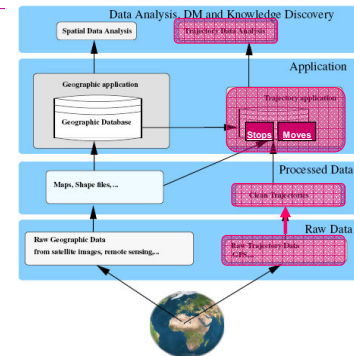 Data Analysis, DM and Knowledge Discovery
Spatial Data Analysis
Trajectory Data Analysis
Application
Geographic application
Trajectory application
Geographic Database
Stops
Moves
Processed Data
Maps, Shape files,...
Clean Trajectories
Raw Data
Raw Geographic Data
from satellite images, remote sensing,...
Raw Trajectory Data
GPS,...